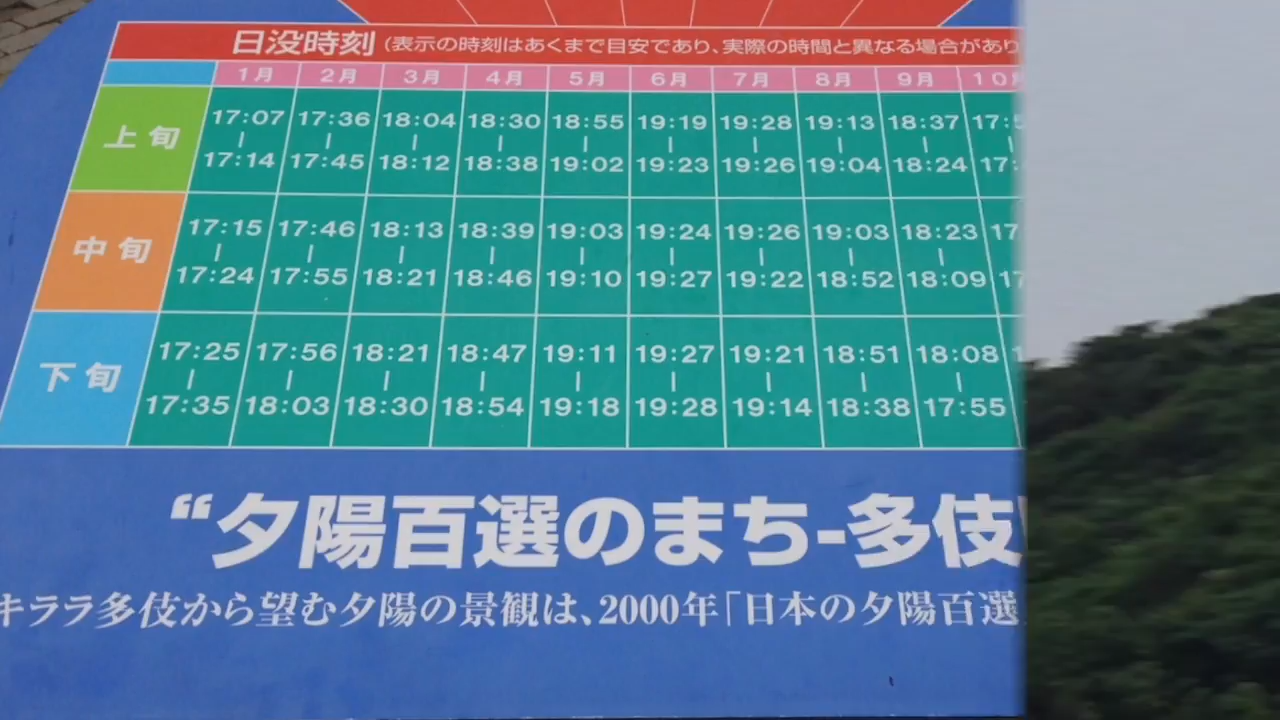 日没時刻(表示の時刻はあくまで目安であり、実際の時間と異なる場合があり
1月 2月 3月 4月 5月 6月 7月 8月 9月 10月
上旬
17:07 17:36 18:04 18:30 18:55 19:19 19:28 19:13 18:37 17:5
17:14 17:45 18:12 18:38 19:02 19:23 19:26 19:04 18:24 17:
中旬
17:15 17:46 18:13 18:39 19:03 19:24 19:26 19:03 18:23 17
17:24 17:55 18:21 18:46 19:10 19:27 19:22 18:52 18:09 17
下旬
17:25 17:56 18:21 18:47 19:11 19:27 19:21 18:51 18:08 1
17:35 18:03 18:30 18:54 19:18 19:28 19:14 18:38 17:55
“夕陽百選のまち-多伎
キララ多伎から望む夕陽の景観は、2000年「日本の夕陽百選